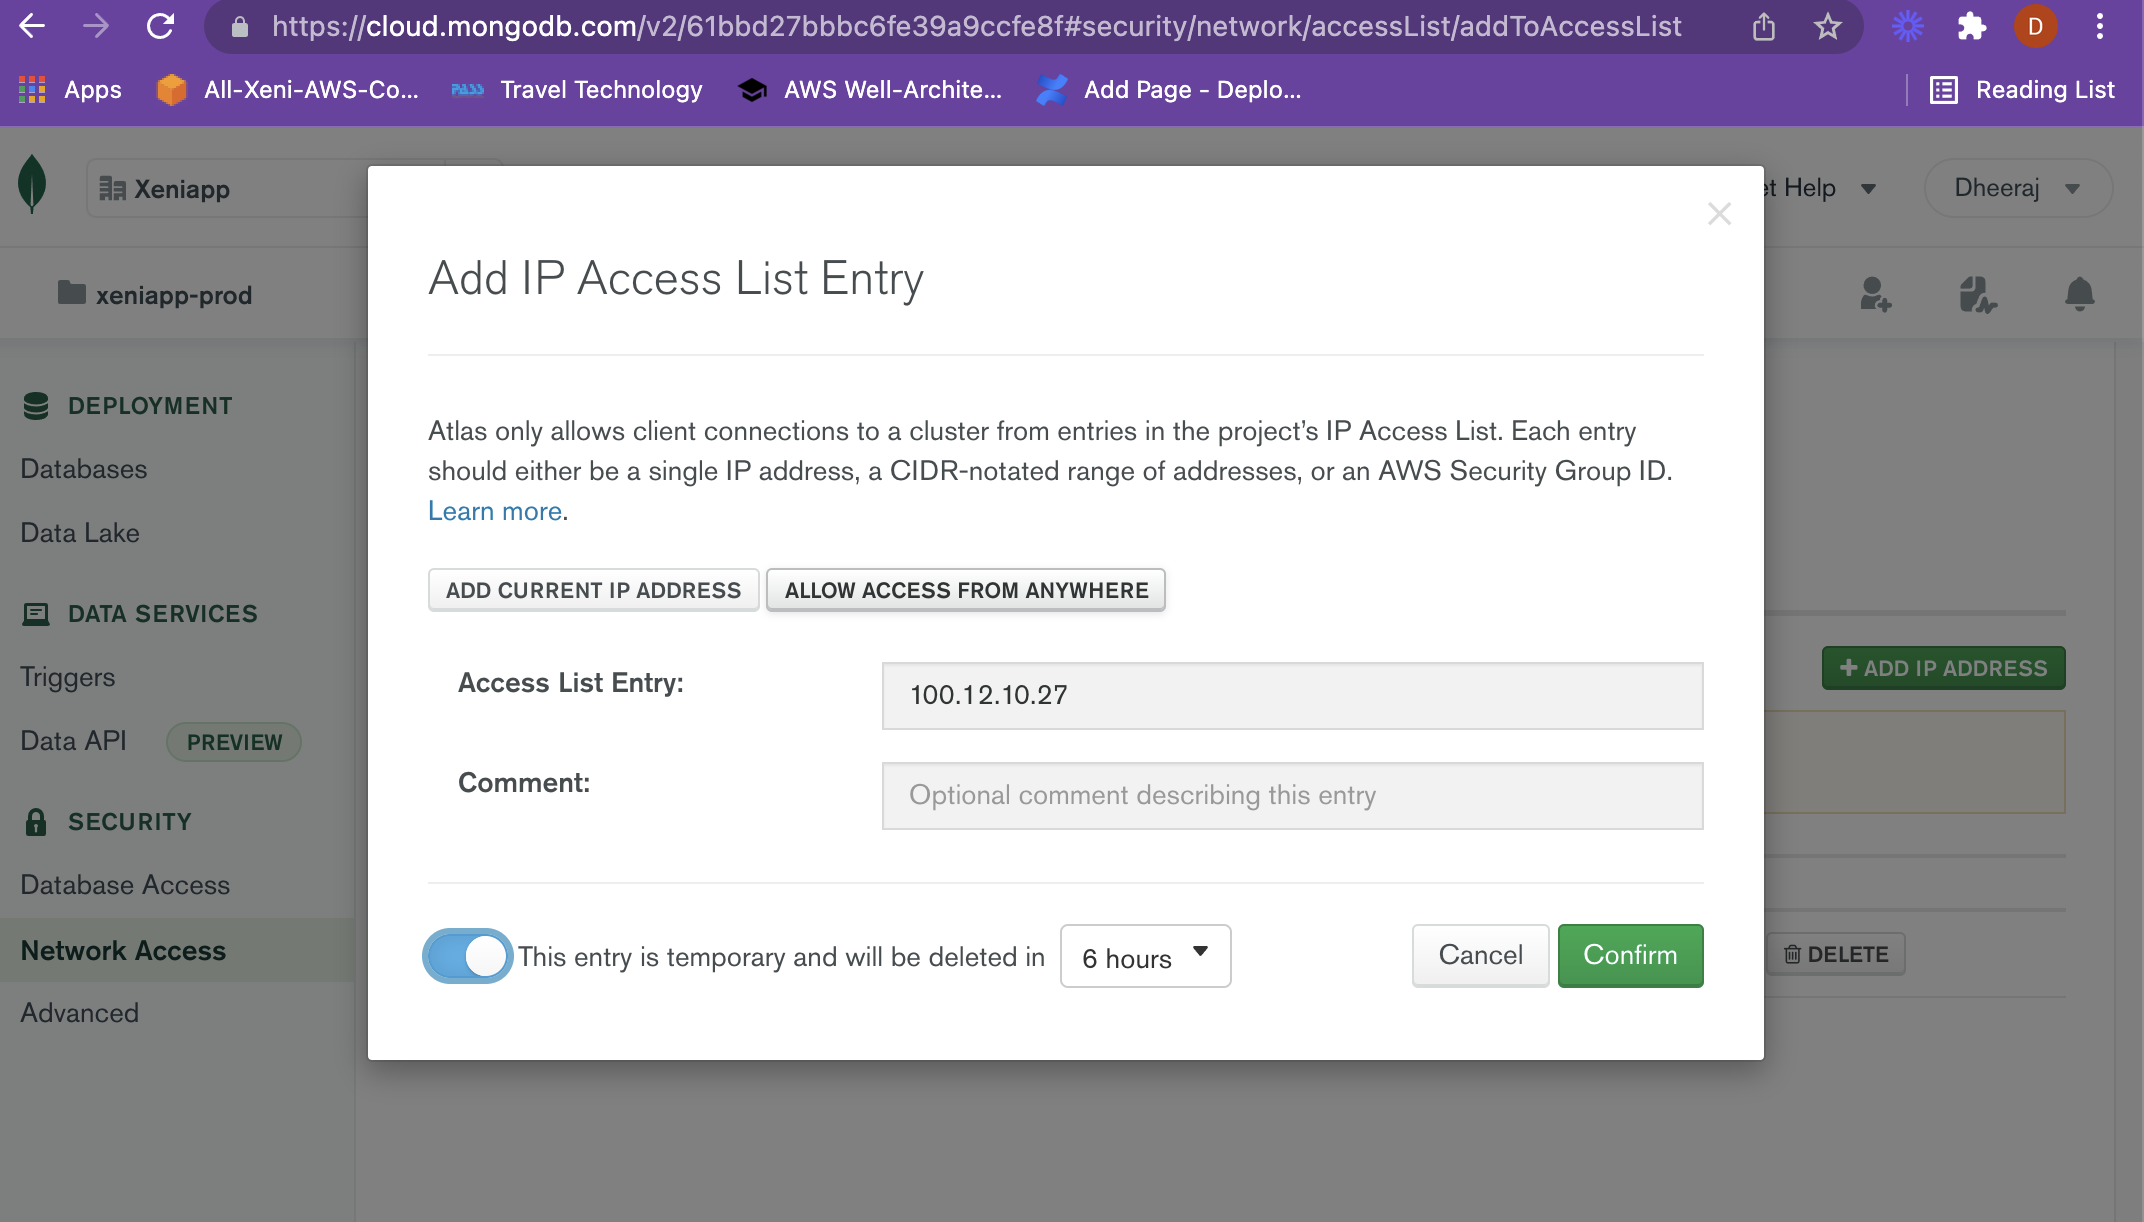 https://cloud.mongodb.com/v2/61bbd27bbbc6fe39a9ccfe8f#security/network/accessList/addToAccessList
D
Apps
All-Xeni-AWS-Co...
PASS
Travel Technology
AWS Well-Archite...
Add Page - Deplo...
Reading List
Xeniapp
Help
Dheeraj
xeniapp-prod
DEPLOYMENT
Databases
Data Lake
DATA SERVICES
Triggers
Data API
PREVIEW
SECURITY
Database Access
Network Access
Advanced
Add IP Access List Entry
Atlas only allows client connections to a cluster from entries in the project’s IP Access List. Each entry
should either be a single IP address, a CIDR-notated range of addresses, or an AWS Security Group ID.
Learn more.
ADD CURRENT IP ADDRESS
ALLOW ACCESS FROM ANYWHERE
Access List Entry:
100.12.10.27
Comment:
Optional comment describing this entry
This entry is temporary and will be deleted in
6 hours
Cancel
Confirm
+ ADD IP ADDRESS
DELETE